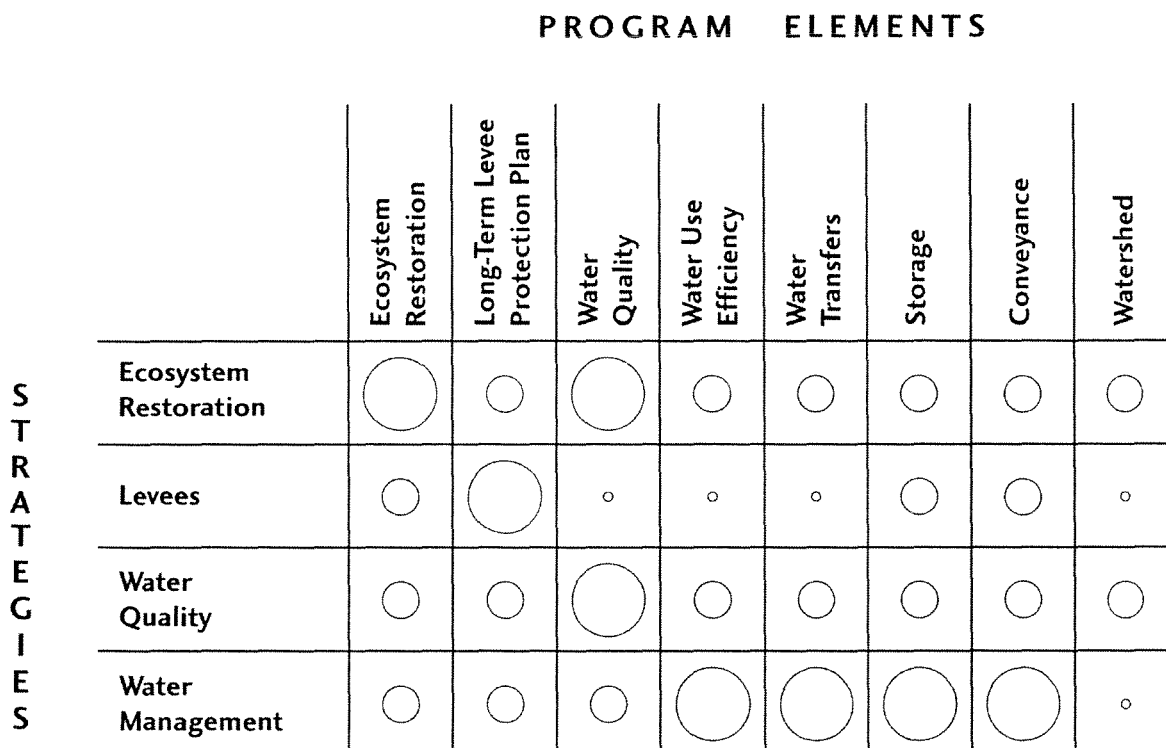 PROGRAM ELEMENTS
Ecosystem
Restoration
Long-Term Levee
Protection Plan
Water
Quality
Water Use
Efficiency
Water
Transfers
Storage
Conveyance
Watershed
STRATEGIES
Ecosystem
Restoration
Levees
Water
Quality
Water
Management